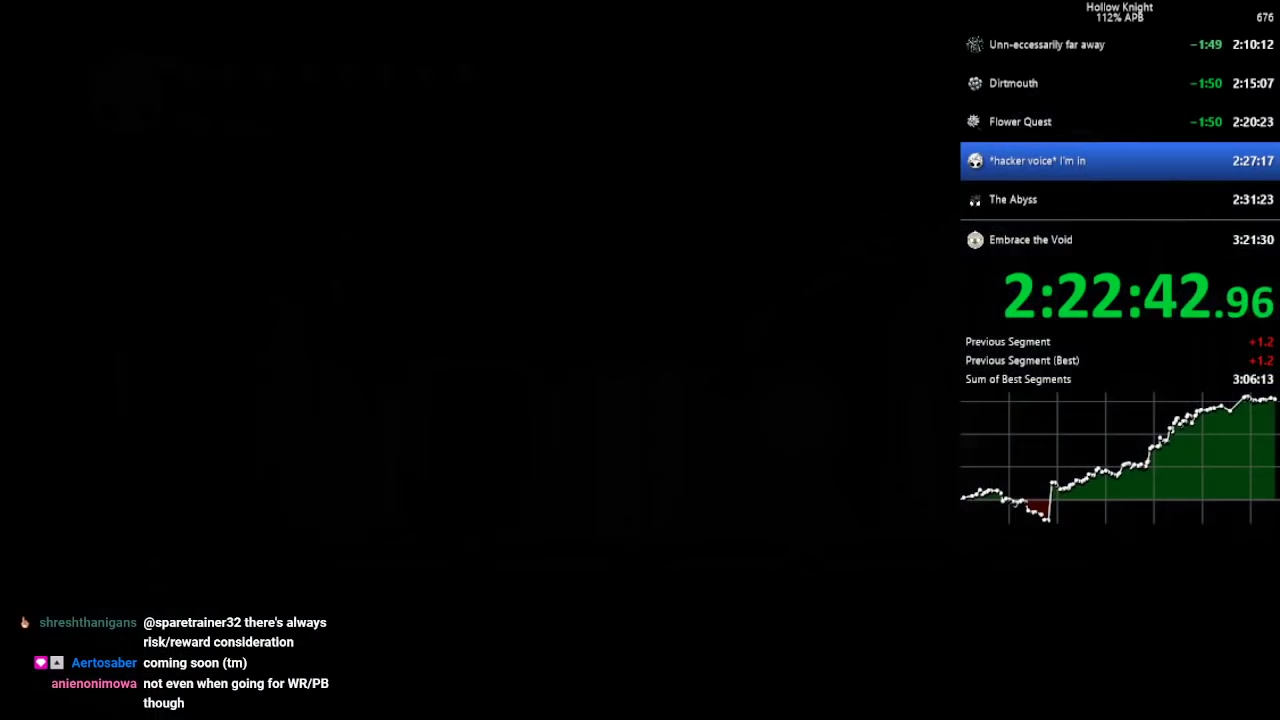 Hollow Knight
112% APB
676
Unn-eccessarily far away -1:49 2:10:12
Dirtmouth -1:50 2:15:07
Flower Quest -1:50 2:20:23
*hacker voice* I'm in 2:27:17
The Abyss 2:31:23
Embrace the Void 3:21:30
2:22:42.96
Previous Segment +1.2
Previous Segment (Best) +1.2
Sum of Best Segments 3:06:13
shreshthanigans @sparetrainer32 there's always
risk/reward consideration
Aertosaber coming soon (tm)
anienonimowa not even when going for WR/PB
though